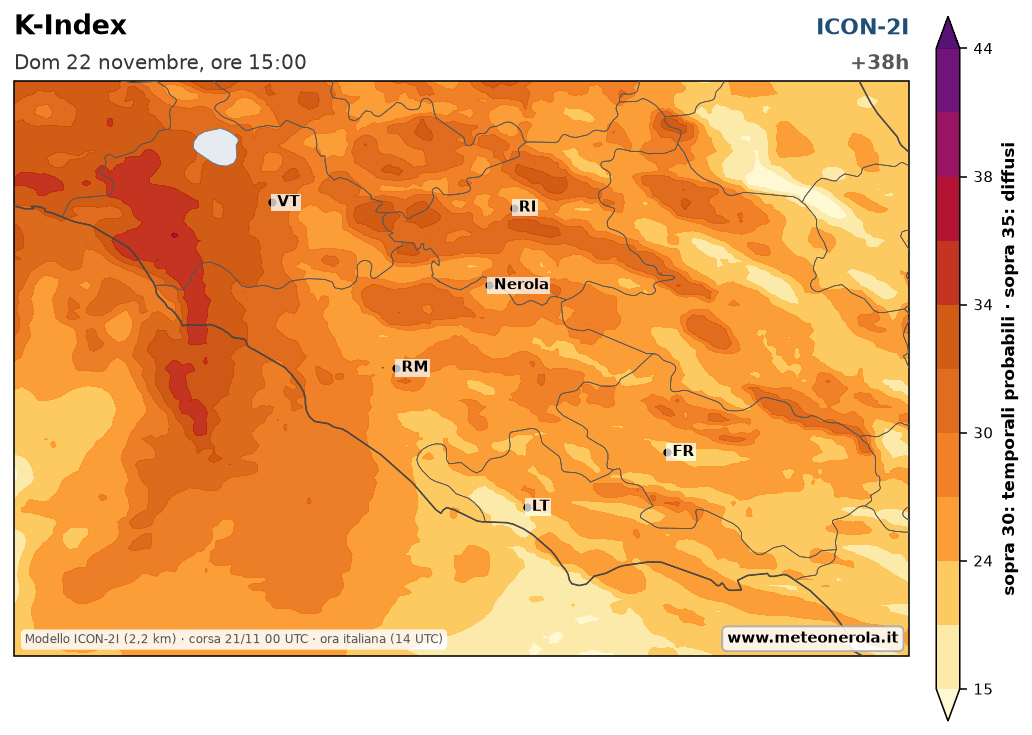 K-Index
ICON-2I
Dom 22 novembre, ore 15:00
+38h
VT
RI
Nerola
RM
FR
LT
Modello ICON-2I (2,2 km) · corsa 21/11 00 UTC · ora italiana (14 UTC)
www.meteonerola.it
44
38
34
30
24
15
sopra 30: temporali probabili · sopra 35: diffusi